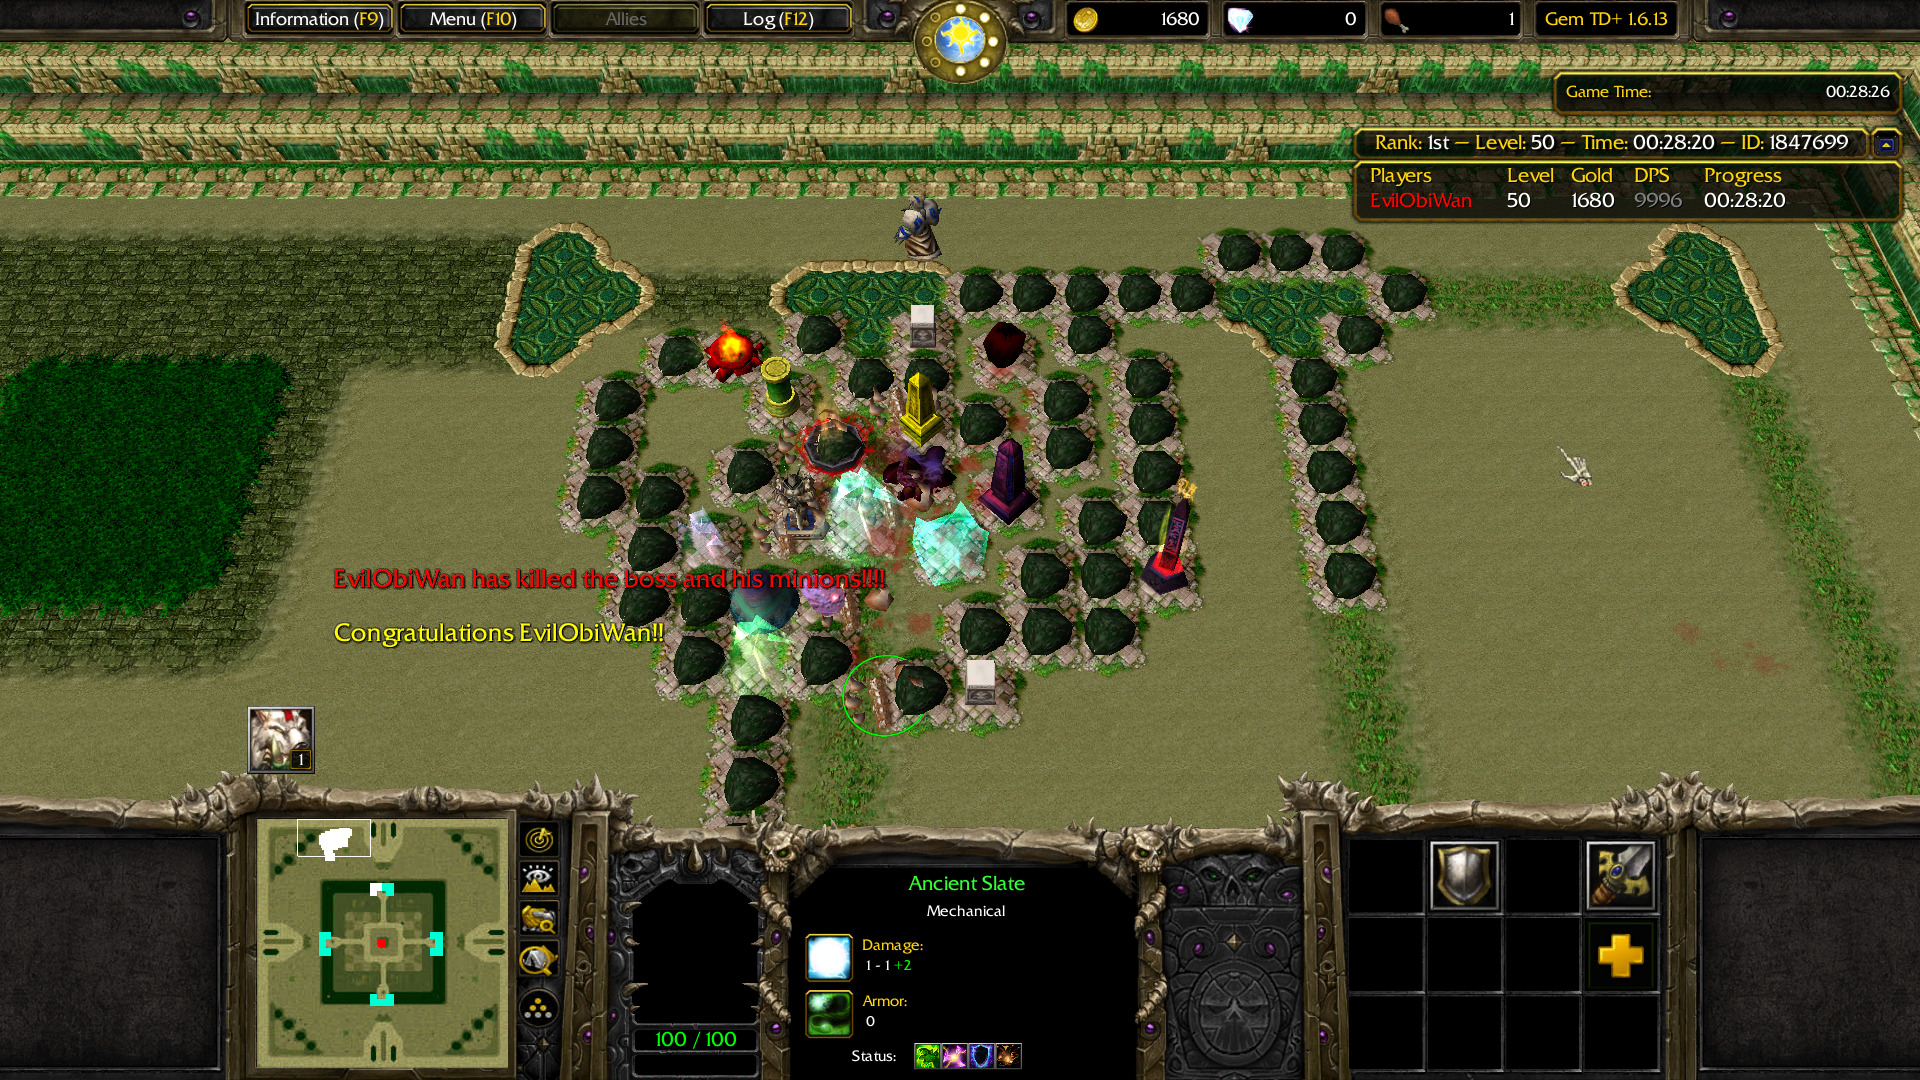 Information (F9)
Menu (F10)
Allies
Log (F12)
1680
0
1
Gem TD+ 1.6.13
Game Time: 00:28:26
Rank: 1st — Level: 50 — Time: 00:28:20 — ID: 1847699
Players Level Gold DPS Progress
EvilObiWan 50 1680 9996 00:28:20
EvilObiWan has killed the boss and his minions!!!!
Congratulations EvilObiWan!!
1
Ancient Slate
Mechanical
Damage:
1 - 1 +2
Armor:
0
100 / 100
Status: